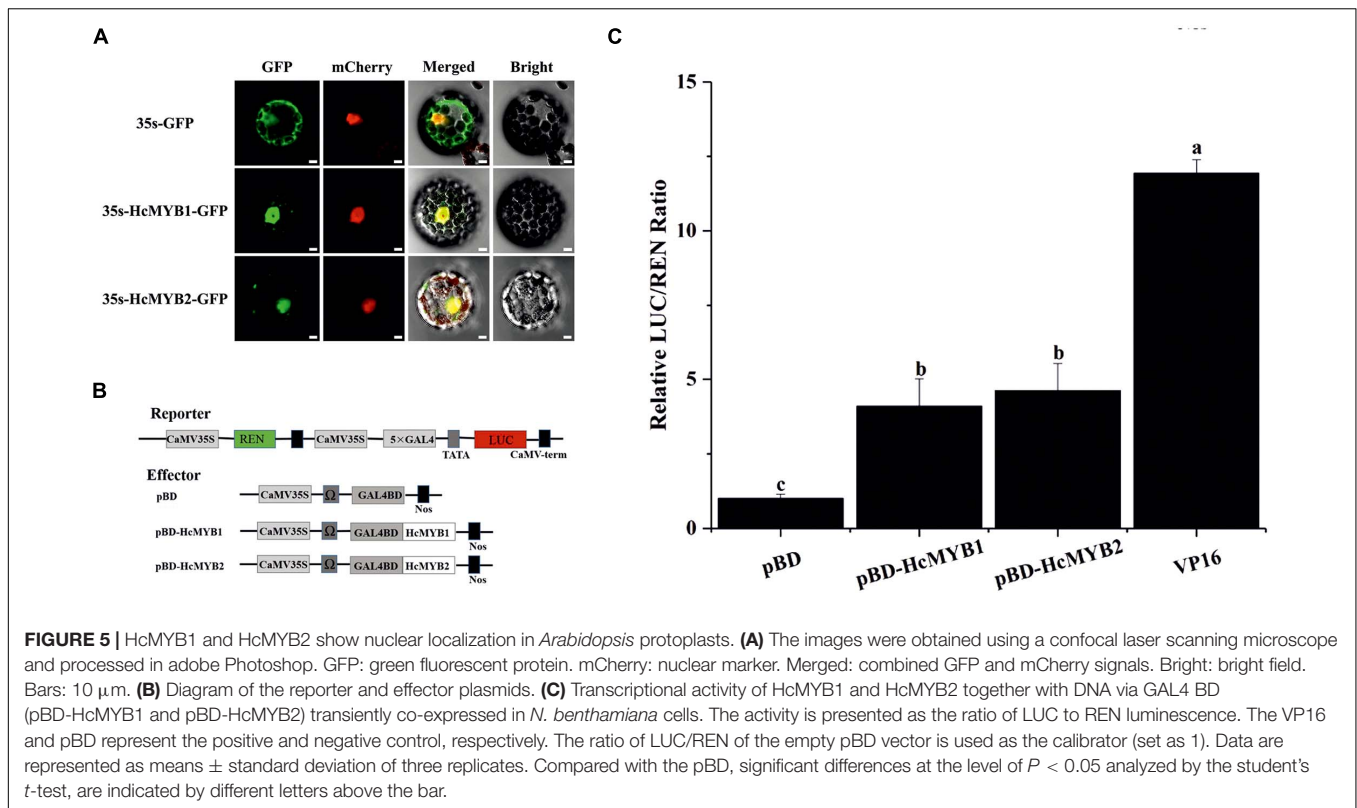 A
GFP mCherry Merged Bright
35s-GFP
35s-HcMYB1-GFP
35s-HcMYB2-GFP
B
Reporter
CaMV35S REN CaMV35S 5×GAL4 LUC
TATA CaMV-term
Effector
pBD CaMV35S Ω GAL4BD
Nos
pBD-HcMYB1 CaMV35S Ω GAL4BD HcMYB1
Nos
pBD-HcMYB2 CaMV35S Ω GAL4BD HcMYB2
Nos
C
Relative LUC/REN Ratio
15
10
5
0
c
b
b
a
pBD
pBD-HcMYB1
pBD-HcMYB2
VP16
FIGURE 5 | HcMYB1 and HcMYB2 show nuclear localization in Arabidopsis protoplasts. (A) The images were obtained using a confocal laser scanning microscope
and processed in adobe Photoshop. GFP: green fluorescent protein. mCherry: nuclear marker. Merged: combined GFP and mCherry signals. Bright: bright field.
Bars: 10 μm. (B) Diagram of the reporter and effector plasmids. (C) Transcriptional activity of HcMYB1 and HcMYB2 together with DNA via GAL4 BD
(pBD-HcMYB1 and pBD-HcMYB2) transiently co-expressed in N. benthamiana cells. The activity is presented as the ratio of LUC to REN luminescence. The VP16
and pBD represent the positive and negative control, respectively. The ratio of LUC/REN of the empty pBD vector is used as the calibrator (set as 1). Data are
represented as means ± standard deviation of three replicates. Compared with the pBD, significant differences at the level of P < 0.05 analyzed by the student's
t-test, are indicated by different letters above the bar.